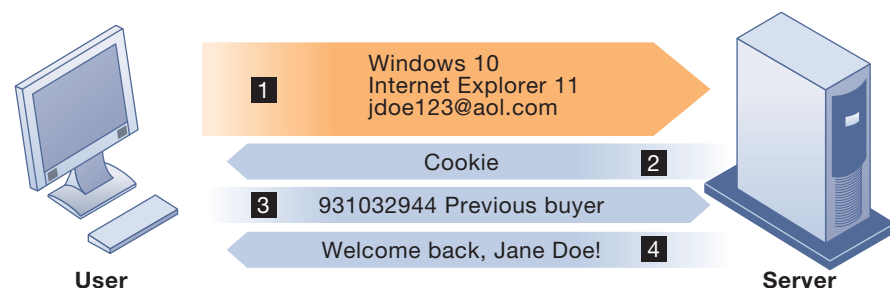 1
Windows 10
Internet Explorer 11
jdoe123@aol.com
Cookie 2
3 931032944 Previous buyer
Welcome back, Jane Doe! 4
User
Server